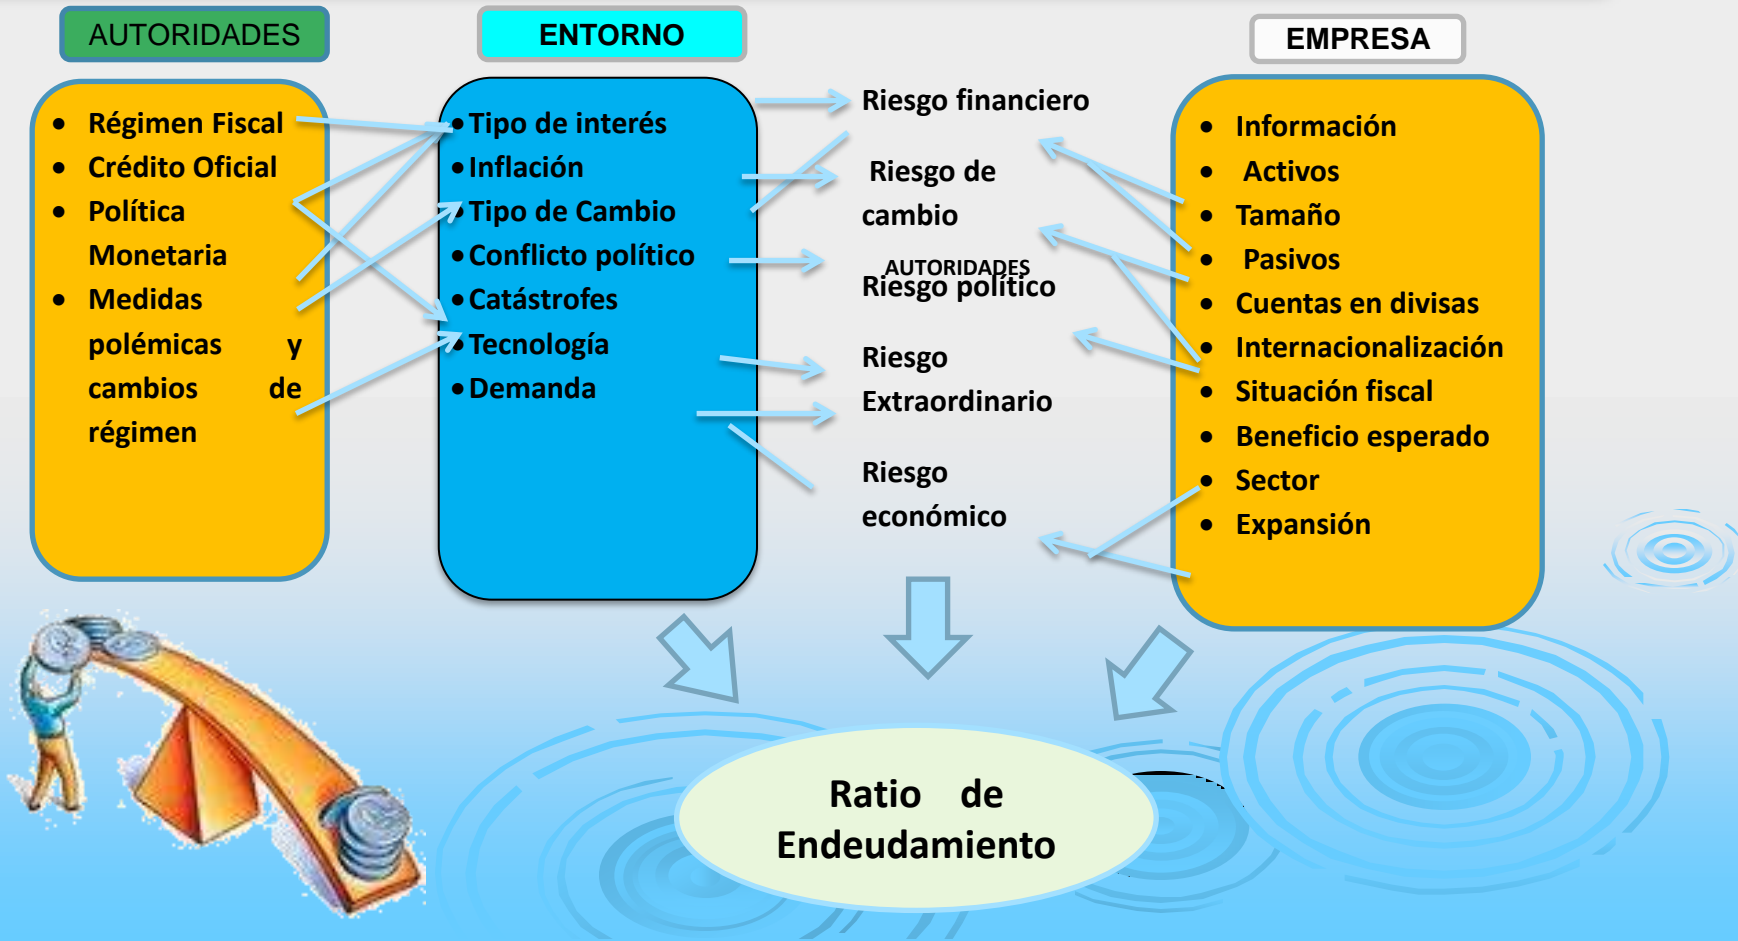 AUTORIDADES
• Régimen Fiscal
• Crédito Oficial
• Política
Monetaria
• Medidas
polémicas y
cambios de
régimen
ENTORNO
• Tipo de interés
• Inflación
• Tipo de Cambio
• Conflicto político
• Catástrofes
• Tecnología
• Demanda
Riesgo financiero
Riesgo de
cambio
AUTORIDADES
Riesgo político
Riesgo
Extraordinario
Riesgo
económico
EMPRESA
• Información
• Activos
• Tamaño
• Pasivos
• Cuentas en divisas
• Internacionalización
• Situación fiscal
• Beneficio esperado
• Sector
• Expansión
Ratio de
Endeudamiento